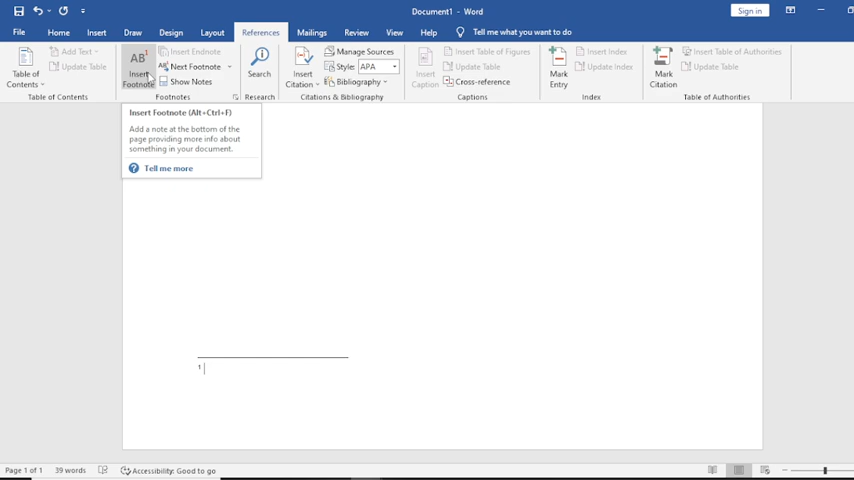 Document1 - Word
Sign in
File Home Insert Draw Design Layout References Mailings Review View Help Tell me what you want to do
Table of Contents
Add Text
Update Table
Table of Contents
AB1
Insert Footnote
Insert Endnote
AB Next Footnote
Show Notes
Footnotes
Search
Research
Insert Citation
Manage Sources
Style: APA
Bibliography
Citations & Bibliography
Insert Caption
Insert Table of Figures
Update Table
Cross-reference
Captions
Mark Entry
Insert Index
Update Index
Index
Mark Citation
Insert Table of Authorities
Update Table
Table of Authorities
Insert Footnote (Alt+Ctrl+F)
Add a note at the bottom of the
page providing more info about
something in your document.
? Tell me more
1
Page 1 of 1 39 words Accessibility: Good to go